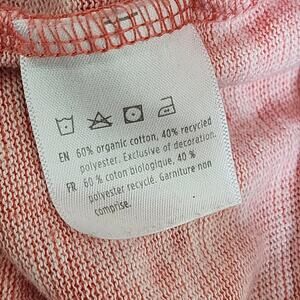 EN 60% organic cotton, 40% recycled
polyester. Exclusive of decoration.
FR 60 % coton biologique, 40 %
polyester recyclé. Garniture non
comprise.